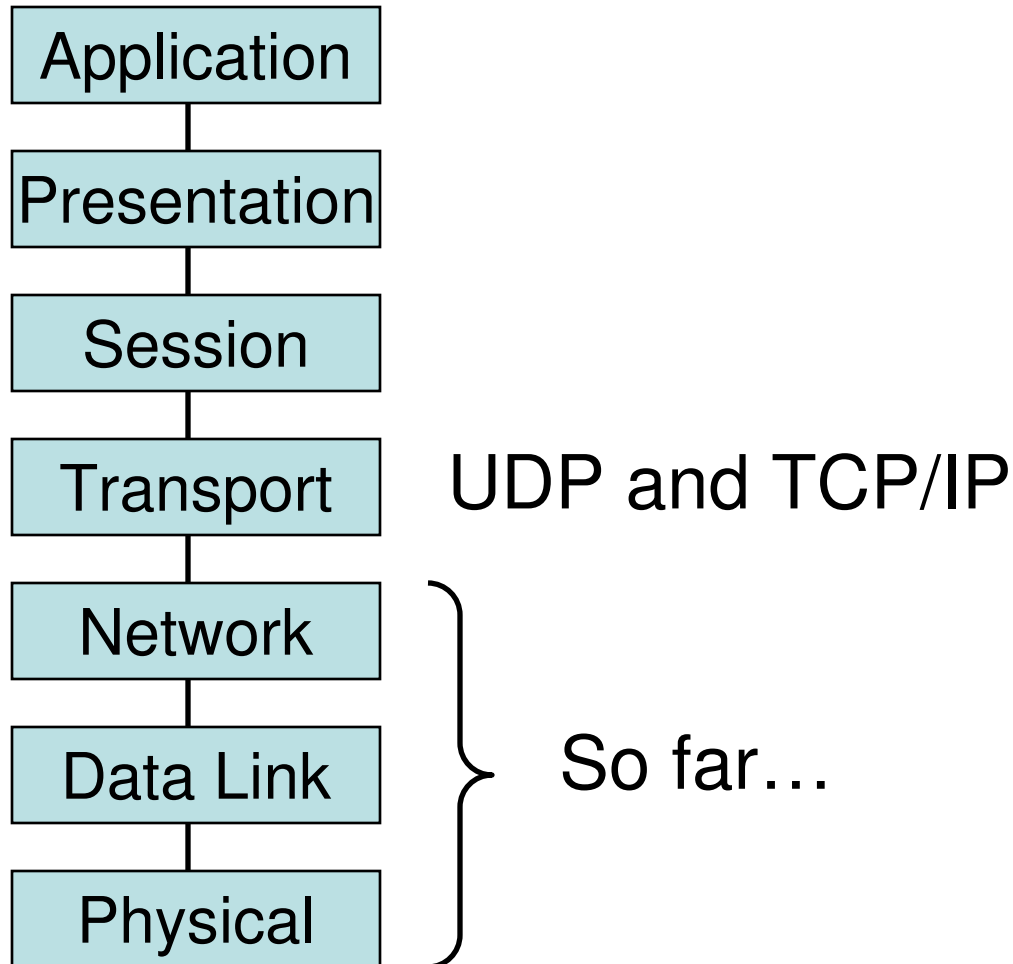 Application
Presentation
Session
Transport
UDP and TCP/IP
Network
Data Link
So far…
Physical